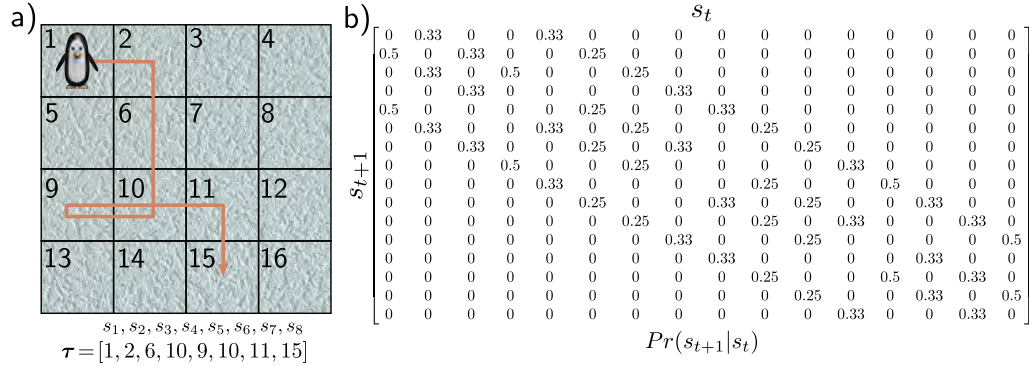 a)
1 2 3 4
5 6 7 8
9 10 11 12
13 14 15 16
s₁, s₂, s₃, s₄, s₅, s₆, s₇, s₈
τ=[1, 2, 6, 10, 9, 10, 11, 15]
b)
sₜ
sₜ₊₁
0 0.33 0 0 0.33 0 0 0 0 0 0 0 0 0 0 0
0.5 0 0.33 0 0 0.25 0 0 0 0 0 0 0 0 0 0
0 0.33 0 0.5 0 0 0.25 0 0 0 0 0 0 0 0 0
0 0 0.33 0 0 0 0 0.33 0 0 0 0 0 0 0 0
0.5 0 0 0 0 0.25 0 0 0.33 0 0 0 0 0 0 0
0 0.33 0 0 0.33 0 0.25 0 0 0.25 0 0 0 0 0 0
0 0 0.33 0 0 0.25 0 0.33 0 0 0.25 0 0 0 0 0
0 0 0 0.5 0 0 0.25 0 0 0 0 0.33 0 0 0 0
0 0 0 0 0.33 0 0 0 0 0.25 0 0 0.5 0 0 0
0 0 0 0 0 0.25 0 0 0.33 0 0.25 0 0 0.33 0 0
0 0 0 0 0 0 0.25 0 0 0.25 0 0.33 0 0 0.33 0
0 0 0 0 0 0 0 0.33 0 0 0.25 0 0 0 0 0.5
0 0 0 0 0 0 0 0 0.33 0 0 0 0 0.33 0 0
0 0 0 0 0 0 0 0 0 0.25 0 0 0.5 0 0.33 0
0 0 0 0 0 0 0 0 0 0 0.25 0 0 0.33 0 0.5
0 0 0 0 0 0 0 0 0 0 0 0.33 0 0 0.33 0
Pr(sₜ₊₁|sₜ)